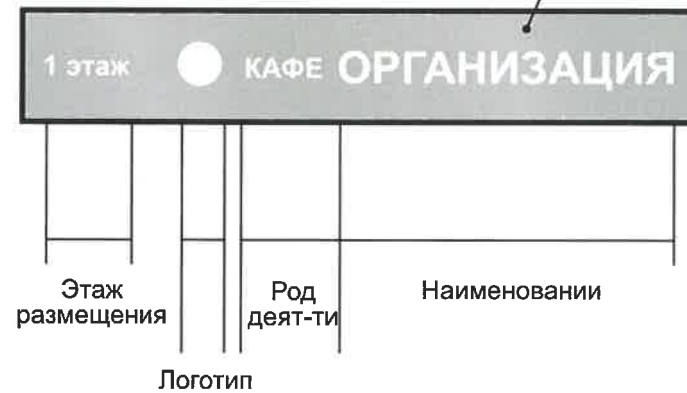 1 этаж КАФЕ ОРГАНИЗАЦИЯ
Этаж
размещения
Род
деят-ти
Наименовании
Логотип